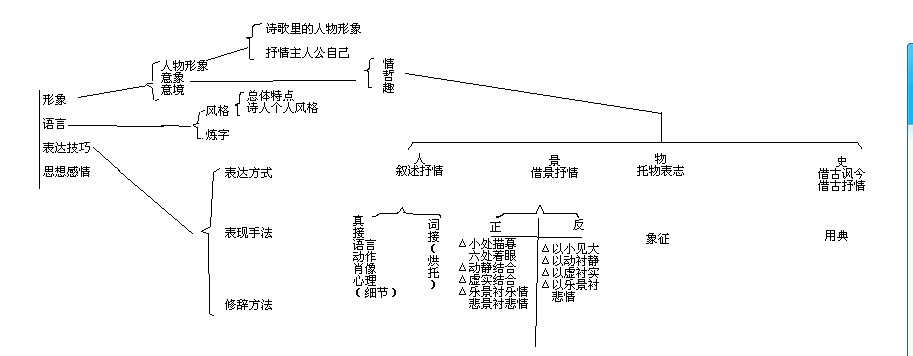 诗歌里的人物形象
抒情主人公自己
人物形象
意象
意境
情
哲
趣
形象
语言
表达技巧
思想感情
风格
总体特点
诗人个人风格
炼字
表达方式
表现手法
修辞方法
人
叙述抒情
景
借景抒情
物
托物表志
史
借古讽今
借古抒情
真
接
语言
动作
肖像
心理
(细节)
词
接
(烘托)
正
△小处描暮
六处着眼
△动静结合
△虚实结合
△乐景衬乐情
悲景衬悲情
反
△以小见大
△以动衬静
△以虚衬实
△以乐景衬
悲情
象征
用典